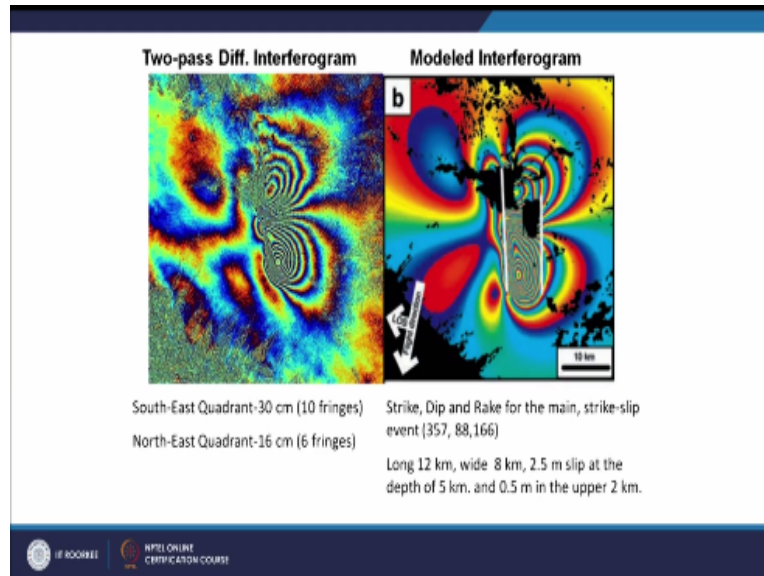 Two-pass Diff. Interferogram
Modeled Interferogram
b
LOS
flight direction
10 km
South-East Quadrant-30 cm (10 fringes)
North-East Quadrant-16 cm (6 fringes)
Strike, Dip and Rake for the main, strike-slip
event (357, 88,166)
Long 12 km, wide 8 km, 2.5 m slip at the
depth of 5 km. and 0.5 m in the upper 2 km.
IIT ROORKEE
NPTEL ONLINE
CERTIFICATION COURSE